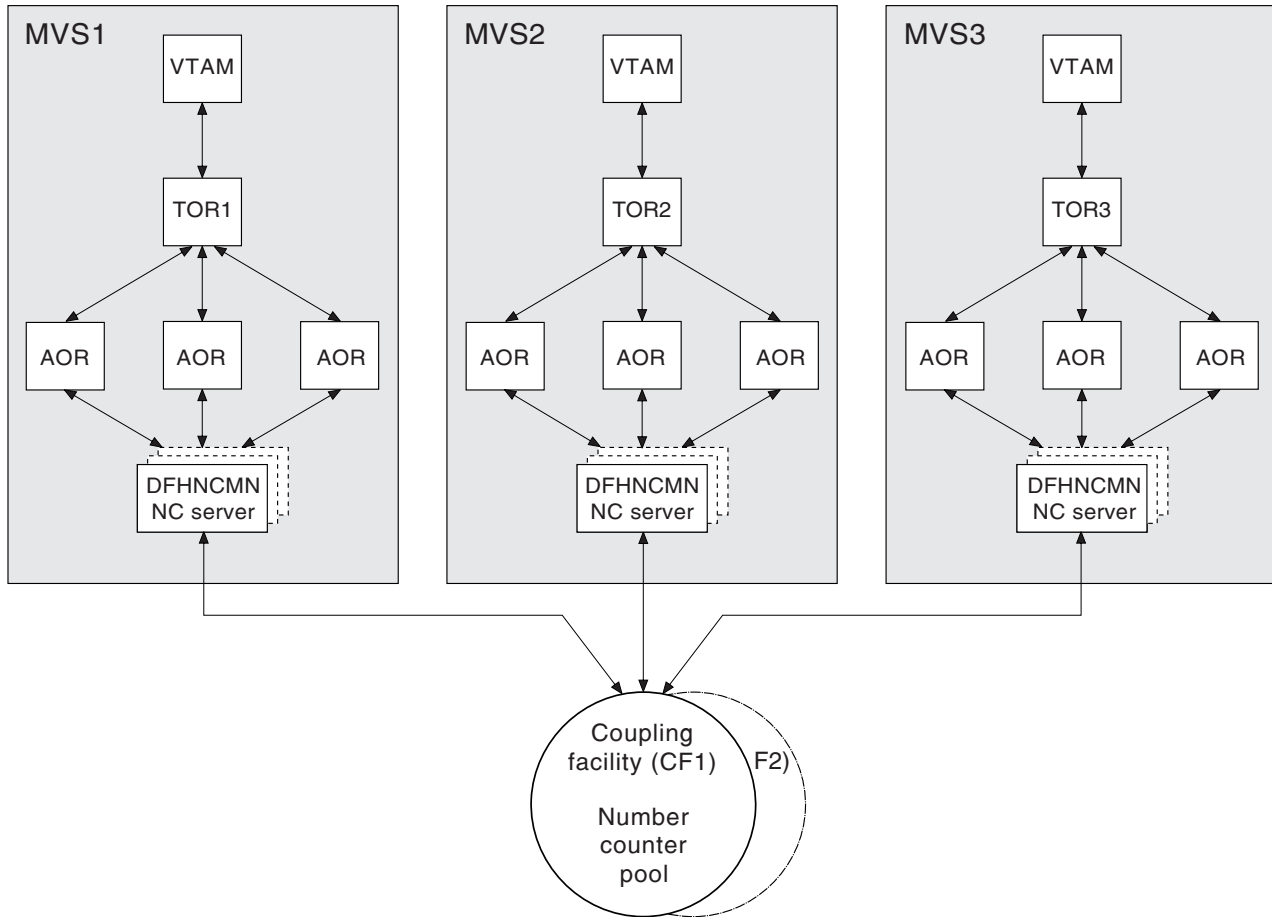 MVS1
VTAM
TOR1
AOR AOR AOR
DFHNCMN
NC server
MVS2
VTAM
TOR2
AOR AOR AOR
DFHNCMN
NC server
MVS3
VTAM
TOR3
AOR AOR AOR
DFHNCMN
NC server
Coupling
facility (CF1)
F2)
Number
counter
pool